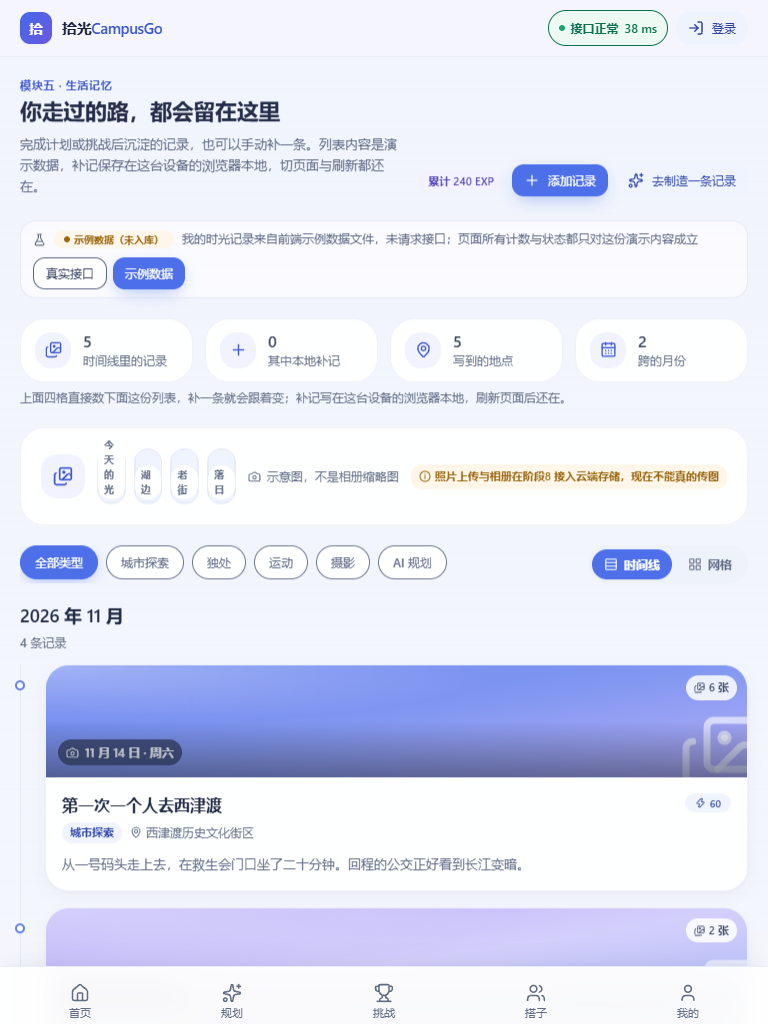 拾 拾光CampusGo
接口正常 38 ms
登录
模块五 · 生活记忆
你走过的路，都会留在这里
完成计划或挑战后沉淀的记录，也可以手动补一条。列表内容是演
示数据，补记保存在这台设备的浏览器本地，切页面与刷新都还
在。
累计 240 EXP
添加记录
去制造一条记录
示例数据（未入库）
我的时光记录来自前端示例数据文件，未请求接口；页面所有计数与状态都只对这份演示内容成立
真实接口
示例数据
5
时间线里的记录
0
其中本地补记
5
写到的地点
2
跨的月份
上面四格直接数下面这份列表，补一条就会跟着变；补记写在这台设备的浏览器本地，刷新页面后还在。
今天的光
湖边
老街
落日
示意图，不是相册缩略图
照片上传与相册在阶段8 接入云端存储，现在不能真的传图
全部类型
城市探索
独处
运动
摄影
AI 规划
时间线
网格
2026 年 11 月
4 条记录
6 张
11 月 14 日 · 周六
第一次一个人去西津渡
60
城市探索
西津渡历史文化街区
从一号码头走上去，在救生会门口坐了二十分钟。回程的公交正好看到长江变暗。
2 张
首页
规划
挑战
搭子
我的